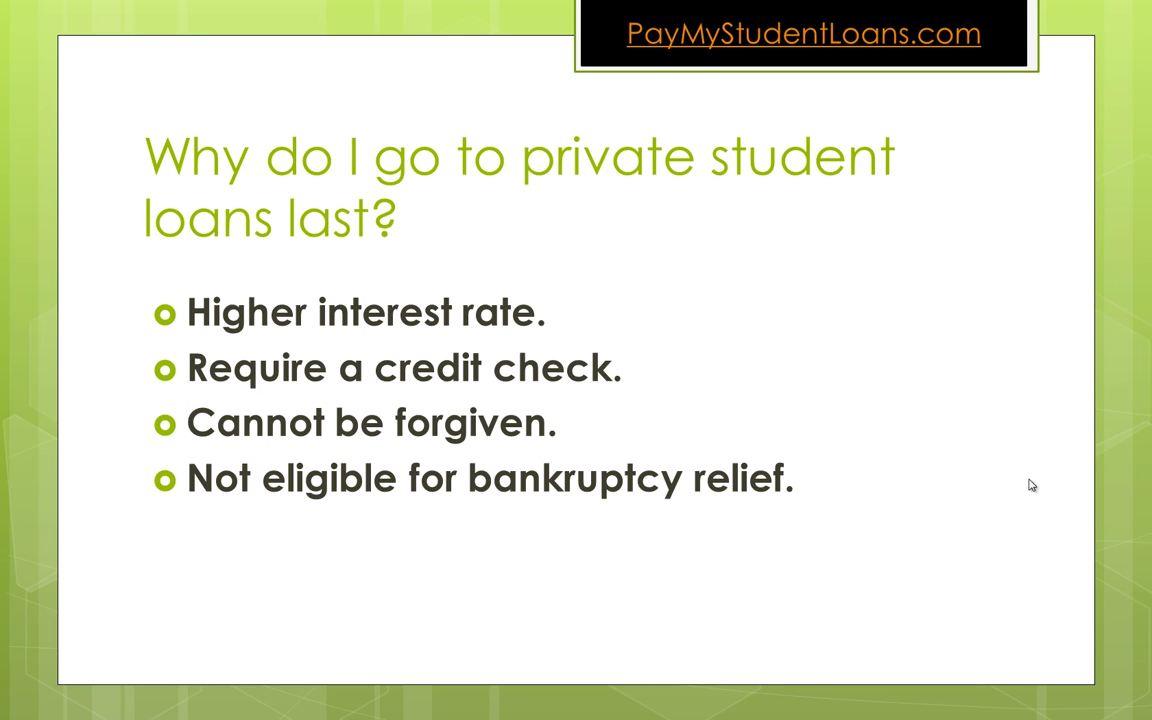 PayMyStudentLoans.com
Why do I go to private student
loans last?
Higher interest rate.
Require a credit check.
Cannot be forgiven.
Not eligible for bankruptcy relief.